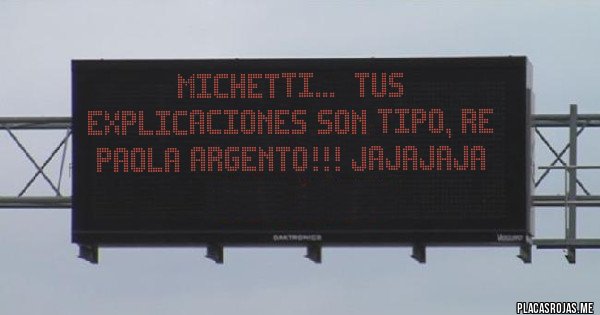 MICHETTI... TUS
EXPLICACIONES SON TIPO, RE
PAOLA ARGENTO!!! JAJAJAJA
DAKTRONICS
PLACASROJAS.ME